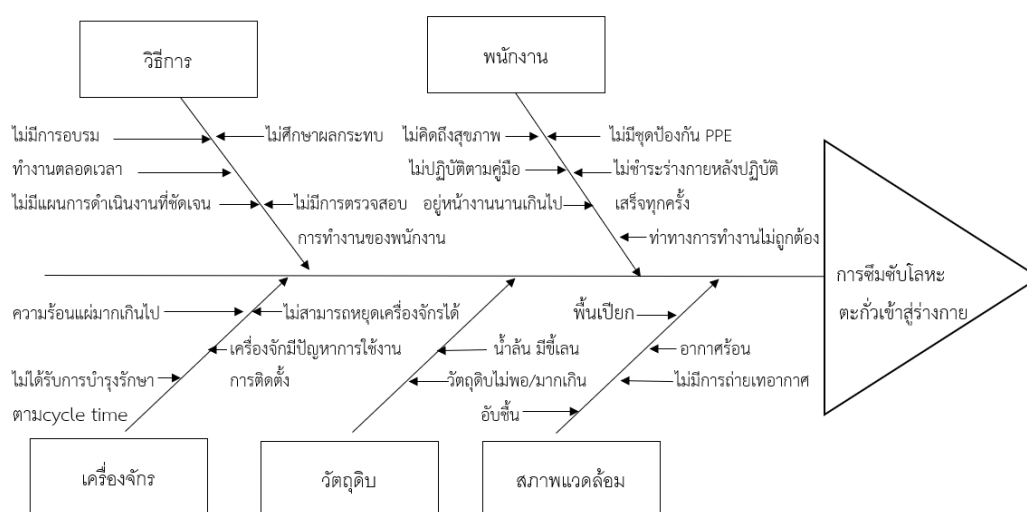 วิธีการ
พนักงาน
ไม่มีการอบรม
ไม่ศึกษาผลกระทบ
ไม่คิดถึงสุขภาพ
ไม่มีชุดป้องกัน PPE
ทำงานตลอดเวลา
ไม่ปฏิบัติตามคู่มือ
ไม่ชำระร่างกายหลังปฏิบัติ
เสร็จทุกครั้ง
ไม่มีแผนการดำเนินงานที่ชัดเจน
ไม่มีการตรวจสอบ
การทำงานของพนักงาน
อยู่หน้างานนานเกินไป
ท่าทางการทำงานไม่ถูกต้อง
การซึมซับโลหะ
ตะกั่วเข้าสู่ร่างกาย
ความร้อนแผ่มากเกินไป
ไม่สามารถหยุดเครื่องจักรได้
พื้นเปียก
เครื่องจักมีปัญหาการใช้งาน
การติดตั้ง
น้ำล้น มีขี้เลน
อากาศร้อน
ไม่ได้รับการบำรุงรักษา
ตามcycle time
วัตถุดิบไม่พอ/มากเกิน
ไม่มีการถ่ายเทอากาศ
อับชื้น
เครื่องจักร
วัตถุดิบ
สภาพแวดล้อม